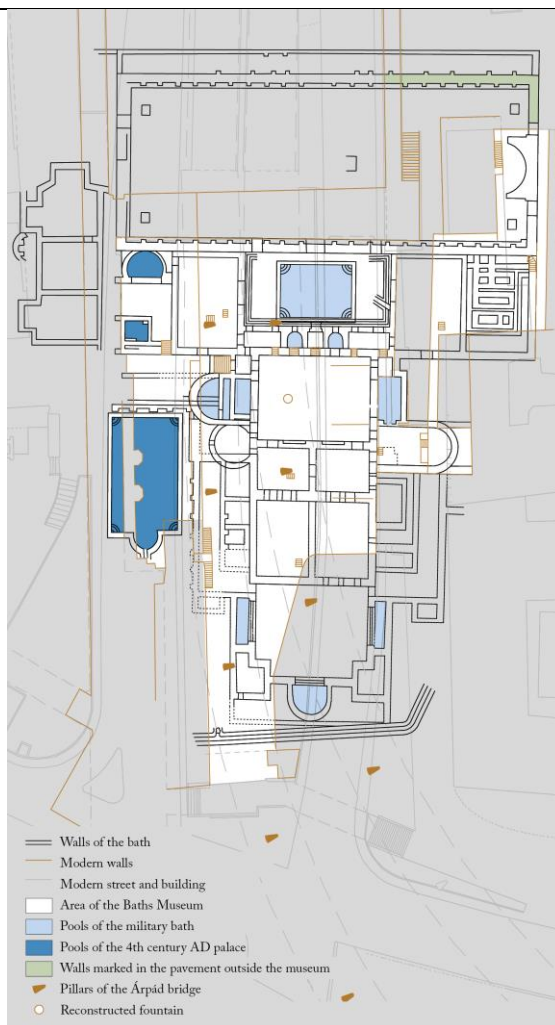 Walls of the bath
Modern walls
Modern street and building
Area of the Baths Museum
Pools of the military bath
Pools of the 4th century AD palace
Walls marked in the pavement outside the museum
Pillars of the Árpád bridge
Reconstructed fountain